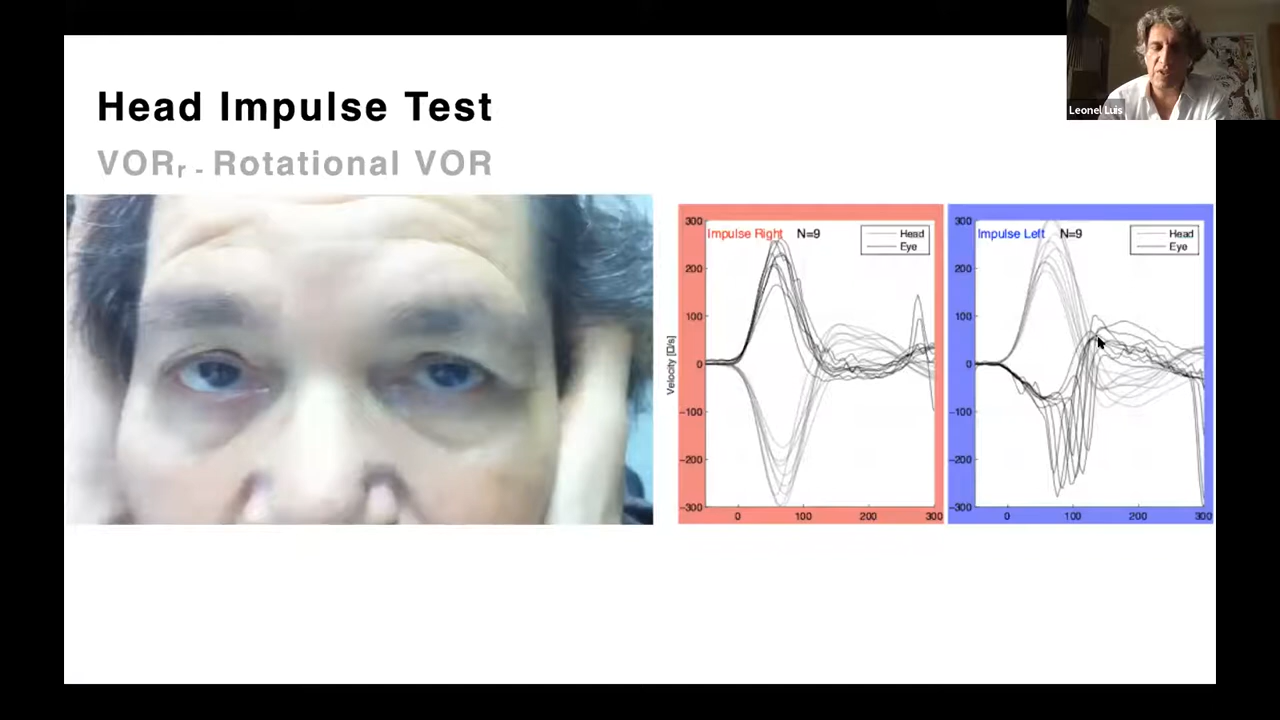 Head Impulse Test
VORr - Rotational VOR
Leonel Luis
Impulse Right N=9
Head
Eye
300
200
100
0
-100
-200
-300
0 100 200 300
Velocity [□/s]
Impulse Left N=9
Head
Eye
300
200
100
0
-100
-200
-300
0 100 200 300